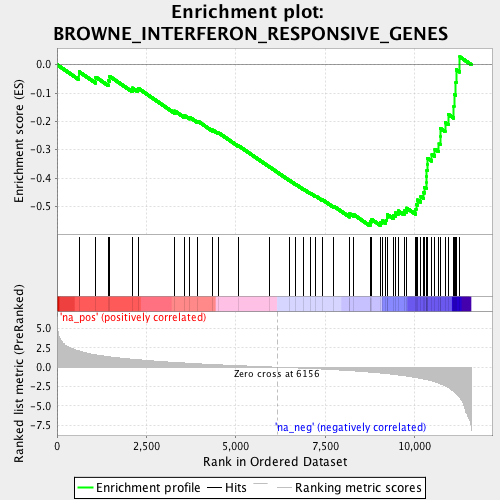 Enrichment plot:
BROWNE_INTERFERON_RESPONSIVE_GENES
Enrichment score (ES)
0.0
-0.1
-0.2
-0.3
-0.4
-0.5
Ranked list metric (PreRanked)
'na_pos' (positively correlated)
5.0
2.5
0.0
-2.5
-5.0
-7.5
Zero cross at 6156
'na_neg' (negatively correlated)
0
2,500
5,000
7,500
10,000
Rank in Ordered Dataset
Enrichment profile
Hits
Ranking metric scores